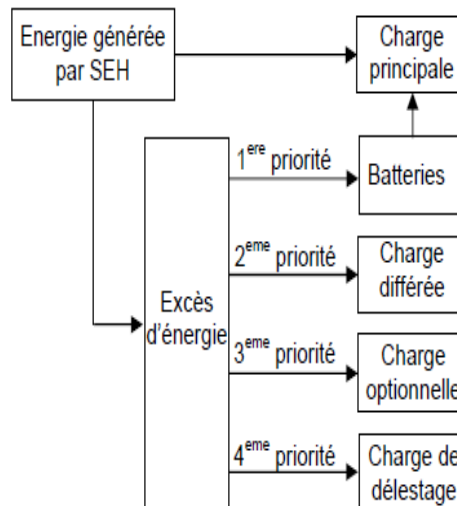 Energie générée
par SEH
Charge
principale
1ere priorité
Batteries
2eme priorité
Charge
différée
Excès
d'énergie
3eme priorité
Charge
optionnelle
4eme priorité
Charge de
délestage